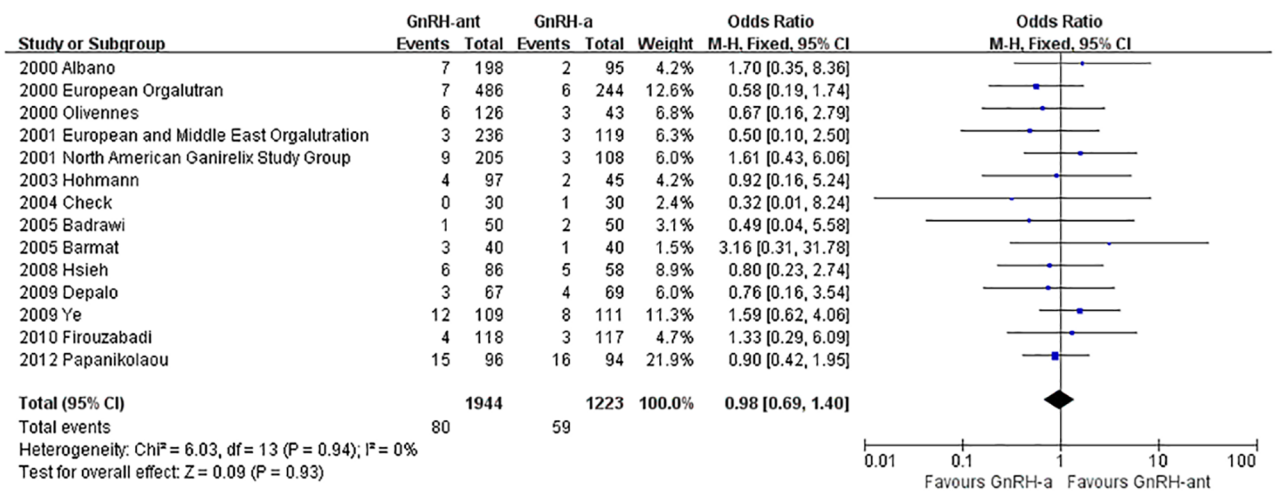 GnRH-ant GnRH-a Odds Ratio Odds Ratio
Study or Subgroup Events Total Events Total Weight M-H, Fixed, 95% CI M-H, Fixed, 95% CI
2000 Albano 7 198 2 95 4.2% 1.70 [0.35, 8.36]
2000 European Orgalutran 7 486 6 244 12.6% 0.58 [0.19, 1.74]
2000 Olivennes 6 126 3 43 6.8% 0.67 [0.16, 2.79]
2001 European and Middle East Orgalutration 3 236 3 119 6.3% 0.50 [0.10, 2.50]
2001 North American Ganirelix Study Group 9 205 3 108 6.0% 1.61 [0.43, 6.06]
2003 Hohmann 4 97 2 45 4.2% 0.92 [0.16, 5.24]
2004 Check 0 30 1 30 2.4% 0.32 [0.01, 8.24]
2005 Badrawi 1 50 2 50 3.1% 0.49 [0.04, 5.58]
2005 Barmat 3 40 1 40 1.5% 3.16 [0.31, 31.78]
2008 Hsieh 6 86 5 58 8.9% 0.80 [0.23, 2.74]
2009 Depalo 3 67 4 69 6.0% 0.76 [0.16, 3.54]
2009 Ye 12 109 8 111 11.3% 1.59 [0.62, 4.06]
2010 Firouzabadi 4 118 3 117 4.7% 1.33 [0.29, 6.09]
2012 Papanikolaou 15 96 16 94 21.9% 0.90 [0.42, 1.95]
Total (95% CI) 1944 1223 100.0% 0.98 [0.69, 1.40]
Total events 80 59
Heterogeneity: Chi² = 6.03, df = 13 (P = 0.94); I² = 0%
Test for overall effect: Z = 0.09 (P = 0.93)
0.01 0.1 1 10 100
Favours GnRH-a Favours GnRH-ant